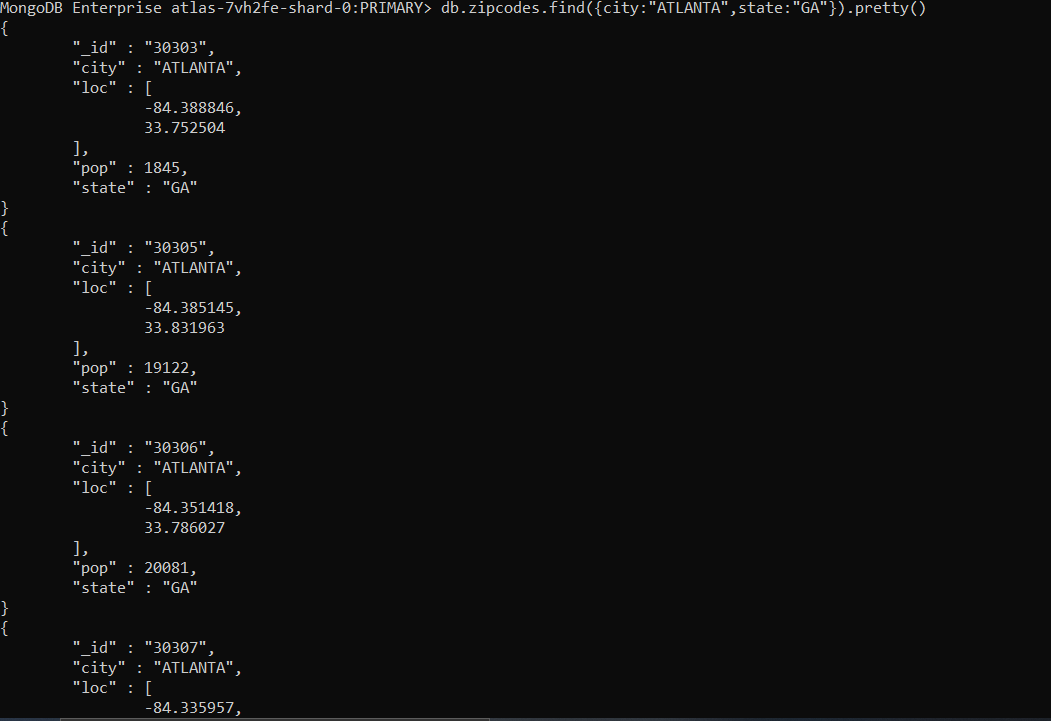 MongoDB Enterprise atlas-7vh2fe-shard-0:PRIMARY> db.zipcodes.find({city:"ATLANTA",state:"GA"}).pretty()
{
        "_id" : "30303",
        "city" : "ATLANTA",
        "loc" : [
                -84.388846,
                33.752504
        ],
        "pop" : 1845,
        "state" : "GA"
}
{
        "_id" : "30305",
        "city" : "ATLANTA",
        "loc" : [
                -84.385145,
                33.831963
        ],
        "pop" : 19122,
        "state" : "GA"
}
{
        "_id" : "30306",
        "city" : "ATLANTA",
        "loc" : [
                -84.351418,
                33.786027
        ],
        "pop" : 20081,
        "state" : "GA"
}
{
        "_id" : "30307",
        "city" : "ATLANTA",
        "loc" : [
                -84.335957,